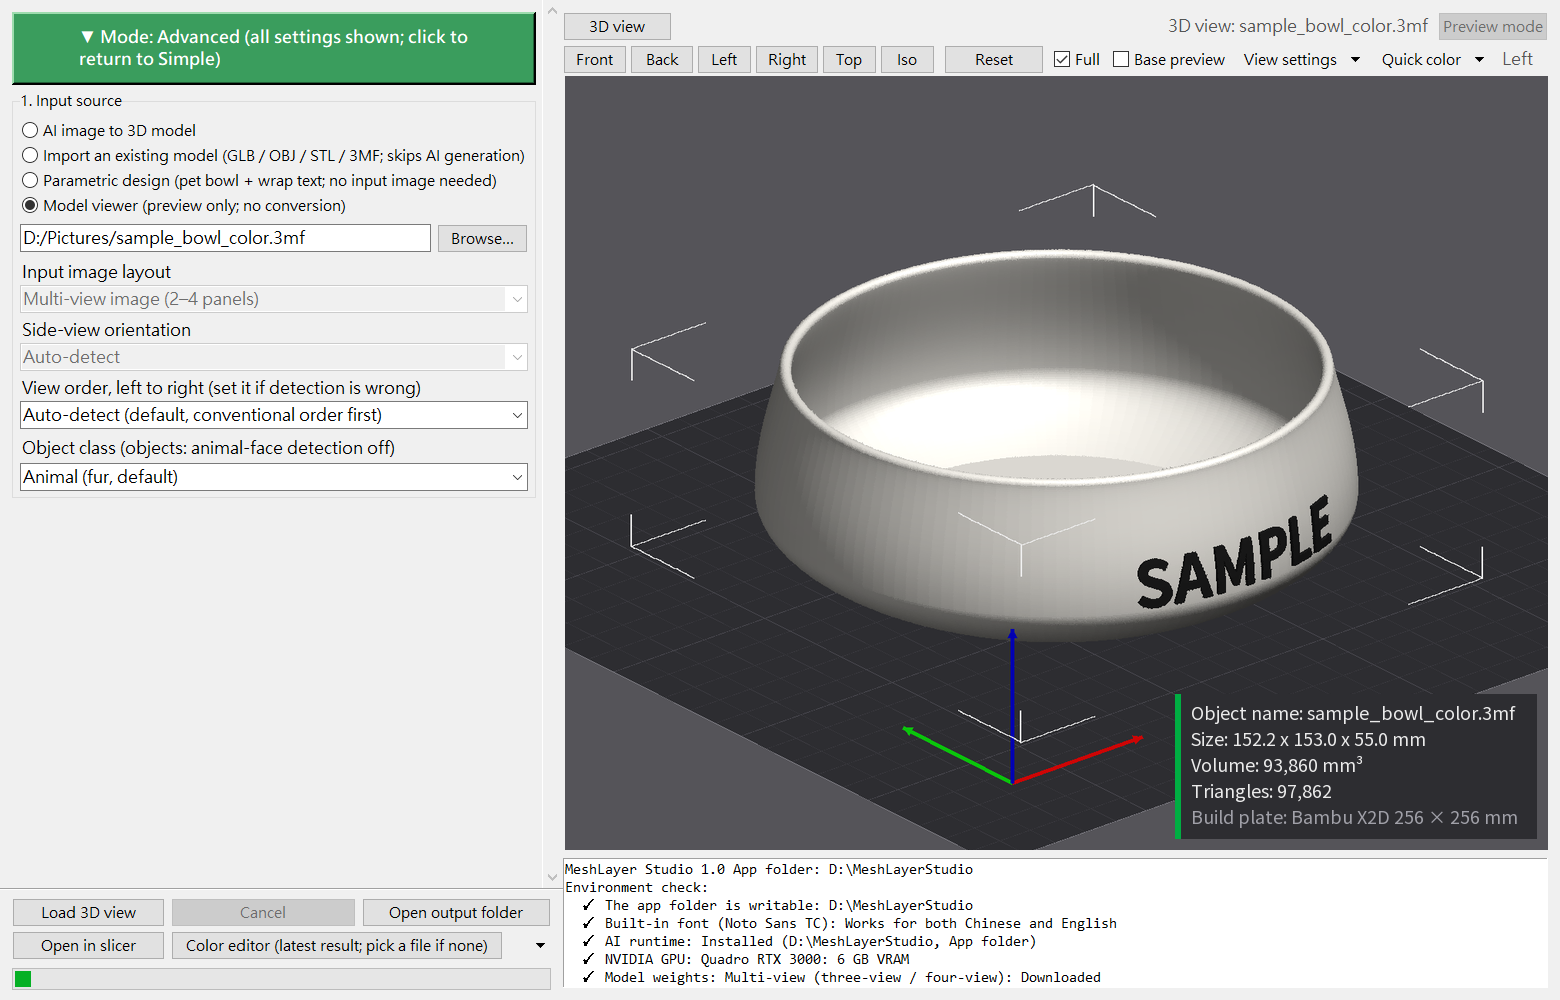 ▼ Mode: Advanced (all settings shown; click to
return to Simple)
1. Input source
AI image to 3D model
Import an existing model (GLB / OBJ / STL / 3MF; skips AI generation)
Parametric design (pet bowl + wrap text; no input image needed)
Model viewer (preview only; no conversion)
D:/Pictures/sample_bowl_color.3mf
Browse...
Input image layout
Multi-view image (2–4 panels)
Side-view orientation
Auto-detect
View order, left to right (set it if detection is wrong)
Auto-detect (default, conventional order first)
Object class (objects: animal-face detection off)
Animal (fur, default)
Load 3D view
Cancel
Open output folder
Open in slicer
Color editor (latest result; pick a file if none)
3D view
3D view: sample_bowl_color.3mf
Preview mode
Front
Back
Left
Right
Top
Iso
Reset
Full
Base preview
View settings
Quick color
Left
SAMPLE
Object name: sample_bowl_color.3mf
Size: 152.2 x 153.0 x 55.0 mm
Volume: 93,860 mm³
Triangles: 97,862
Build plate: Bambu X2D 256 × 256 mm
MeshLayer Studio 1.0 App folder: D:\MeshLayerStudio
Environment check:
✓ The app folder is writable: D:\MeshLayerStudio
✓ Built-in font (Noto Sans TC): Works for both Chinese and English
✓ AI runtime: Installed (D:\MeshLayerStudio, App folder)
✓ NVIDIA GPU: Quadro RTX 3000: 6 GB VRAM
✓ Model weights: Multi-view (three-view / four-view): Downloaded